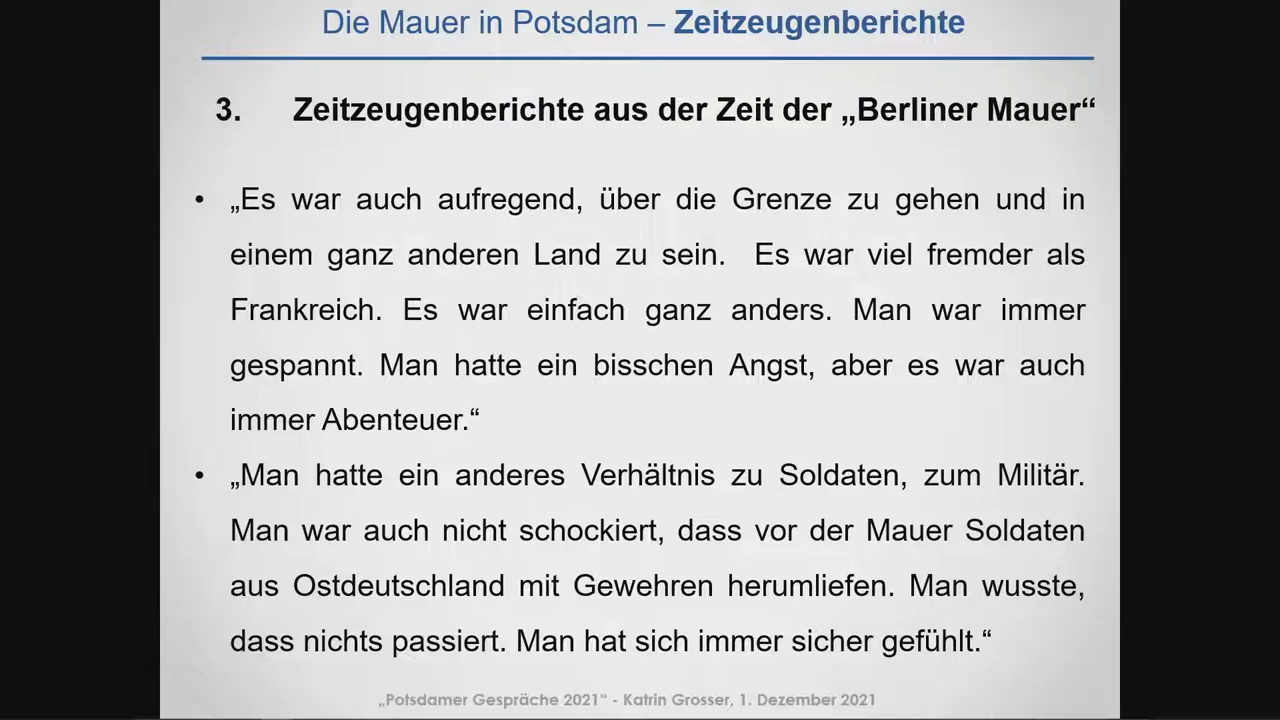 Die Mauer in Potsdam – Zeitzeugenberichte
3. Zeitzeugenberichte aus der Zeit der „Berliner Mauer“
• „Es war auch aufregend, über die Grenze zu gehen und in
einem ganz anderen Land zu sein. Es war viel fremder als
Frankreich. Es war einfach ganz anders. Man war immer
gespannt. Man hatte ein bisschen Angst, aber es war auch
immer Abenteuer.“
• „Man hatte ein anderes Verhältnis zu Soldaten, zum Militär.
Man war auch nicht schockiert, dass vor der Mauer Soldaten
aus Ostdeutschland mit Gewehren herumliefen. Man wusste,
dass nichts passiert. Man hat sich immer sicher gefühlt.“
„Potsdamer Gespräche 2021“ - Katrin Grosser, 1. Dezember 2021